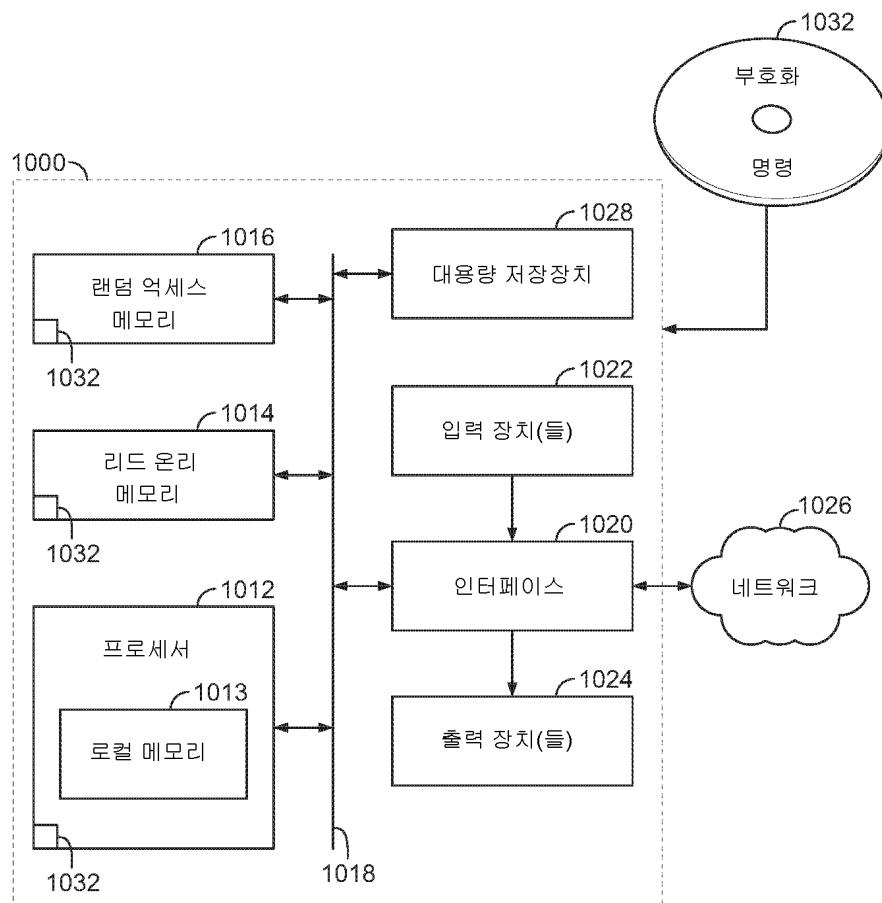 1032
부호화
명령
1000
1016
랜덤 억세스
메모리
1032
1028
대용량 저장장치
1014
리드 온리
메모리
1032
1022
입력 장치(들)
1020
인터페이스
1026
네트워크
1012
프로세서
1013
로컬 메모리
1032
1024
출력 장치(들)
1018